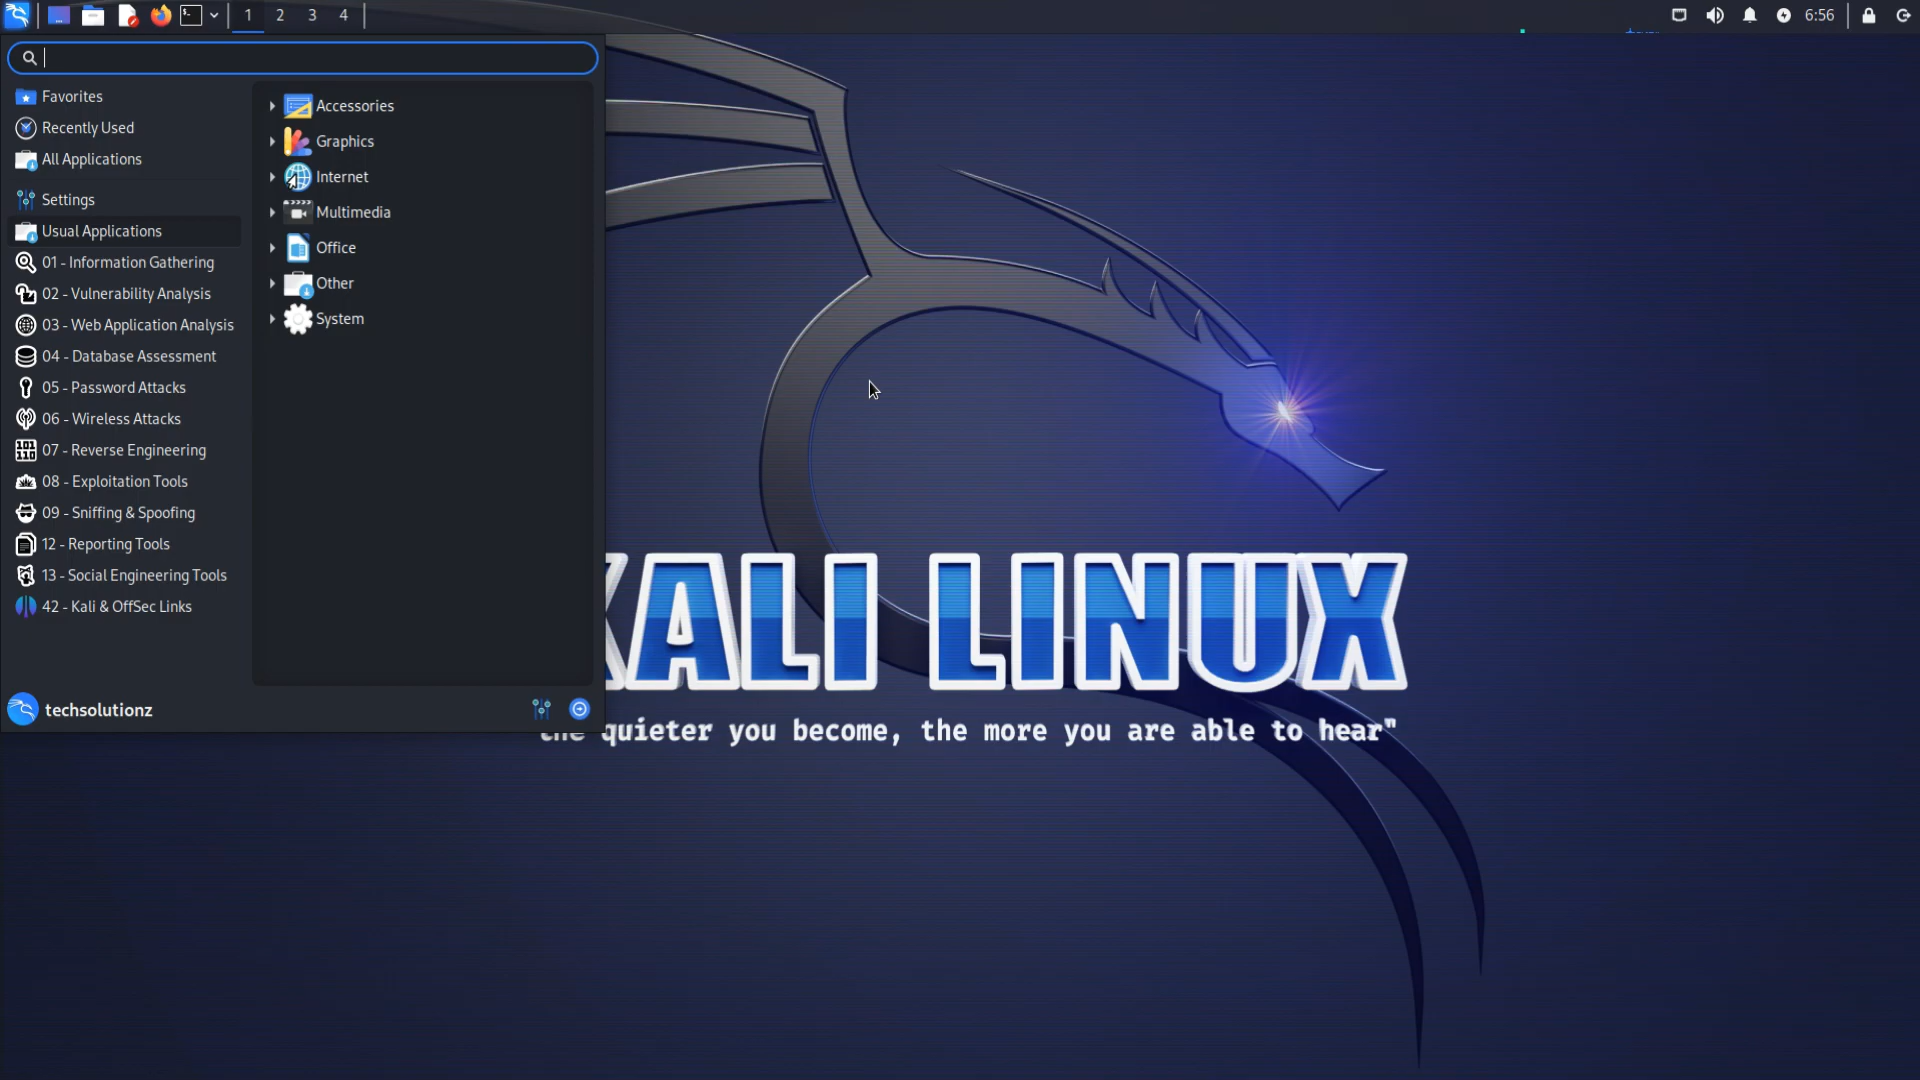 1 2 3 4
6:56
Favorites
Recently Used
All Applications
Settings
Usual Applications
01 - Information Gathering
02 - Vulnerability Analysis
03 - Web Application Analysis
04 - Database Assessment
05 - Password Attacks
06 - Wireless Attacks
07 - Reverse Engineering
08 - Exploitation Tools
09 - Sniffing & Spoofing
12 - Reporting Tools
13 - Social Engineering Tools
42 - Kali & OffSec Links
Accessories
Graphics
Internet
Multimedia
Office
Other
System
techsolutionz
KALI LINUX
the quieter you become, the more you are able to hear"